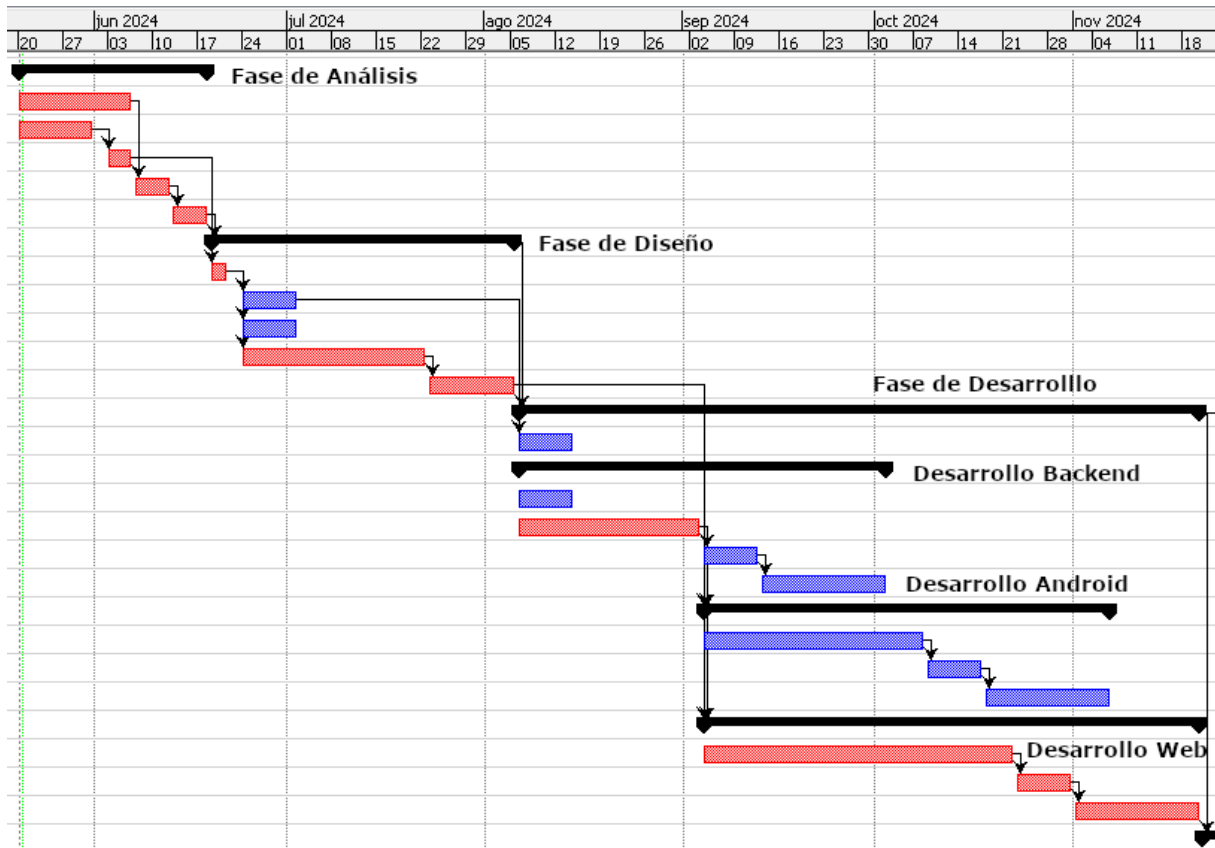 jun 2024 jul 2024 ago 2024 sep 2024 oct 2024 nov 2024
20 27 03 10 17 24 01 08 15 22 29 05 12 19 26 02 09 16 23 30 07 14 21 28 04 11 18
Fase de Análisis
Fase de Diseño
Fase de Desarrolllo
Desarrollo Backend
Desarrollo Android
Desarrollo Web